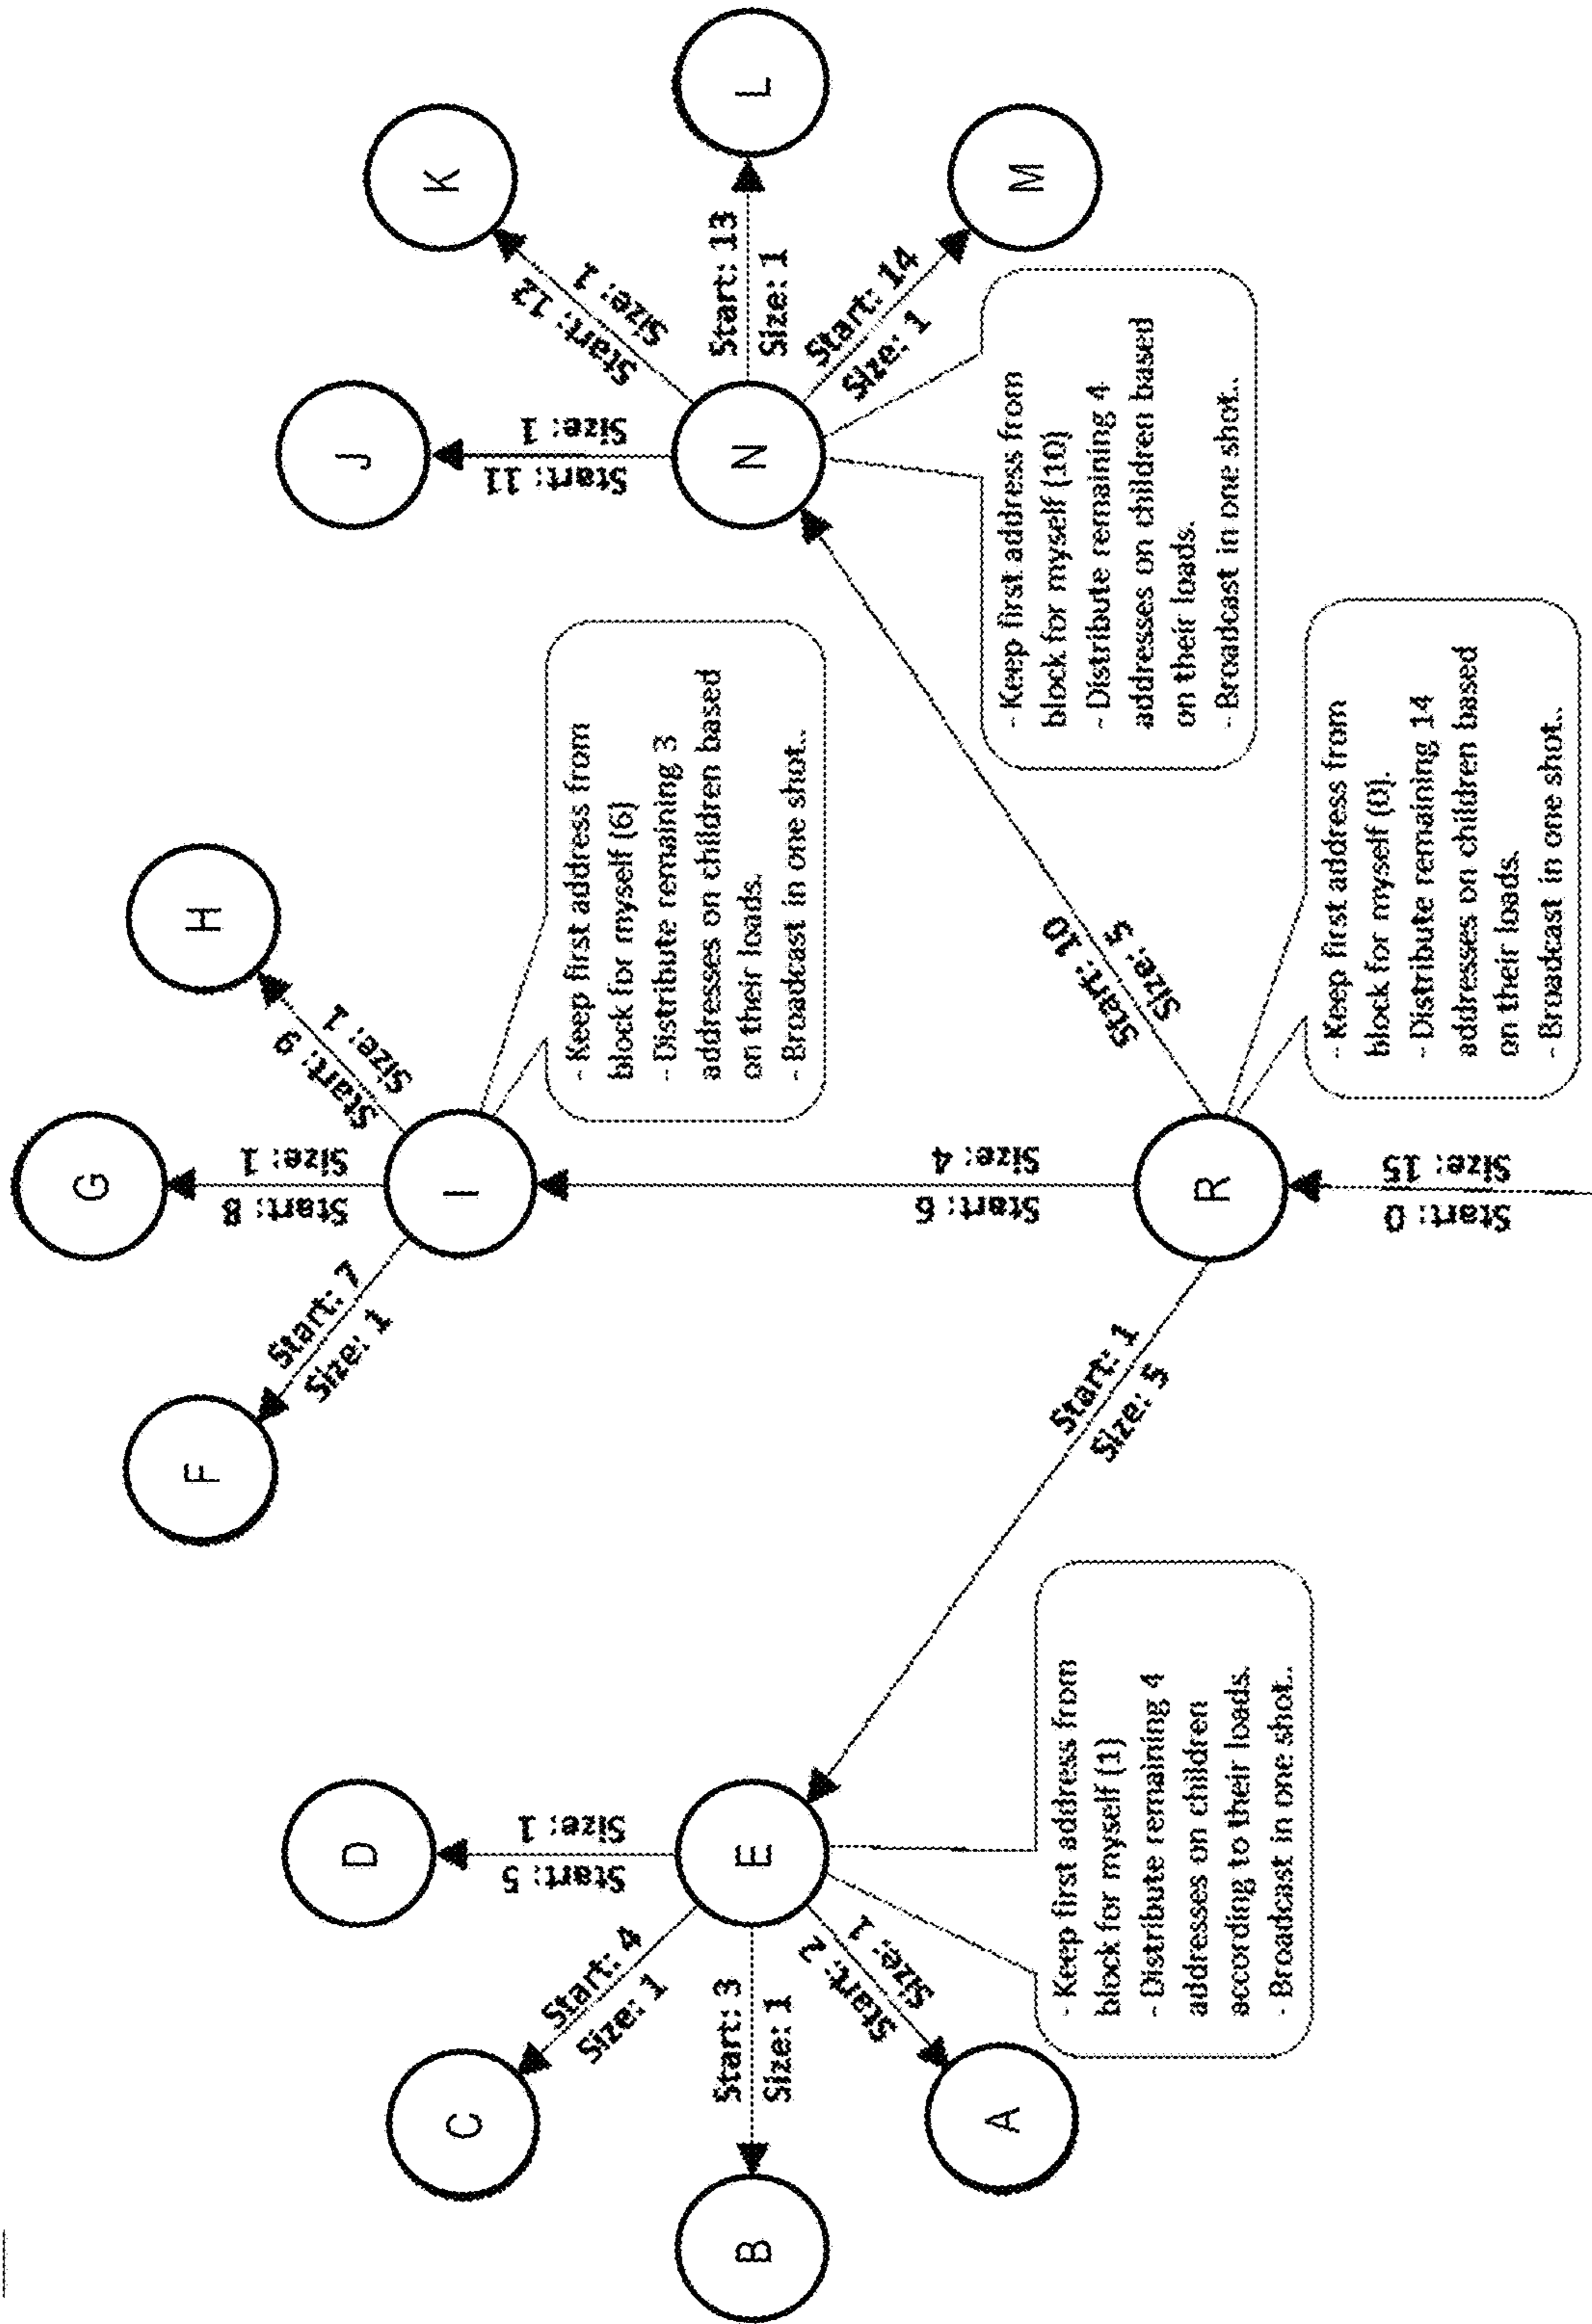 D
Start: 5
Size: 1
C
Start: 4
Size: 1
B
Start: 3
Size: 1
A
Start: 2
Size: 1
E
- Keep first address from
block for myself (1)
- Distribute remaining 4
addresses on children
according to their loads.
- Broadcast in one shot..
Start: 1
Size: 5
F
Start: 7
Size: 1
G
Start: 8
Size: 1
H
Start: 9
Size: 1
I
- Keep first address from
block for myself (6)
- Distribute remaining 3
addresses on children based
on their loads.
- Broadcast in one shot..
Start: 6
Size: 4
R
Start: 0
Size: 15
- Keep first address from
block for myself (0).
- Distribute remaining 14
addresses on children based
on their loads.
- Broadcast in one shot..
Start: 10
Size: 5
J
Start: 11
Size: 1
K
Start: 12
Size: 1
L
Start: 13
Size: 1
M
Start: 14
Size: 1
N
- Keep first address from
block for myself (10)
- Distribute remaining 4
addresses on children based
on their loads.
- Broadcast in one shot..